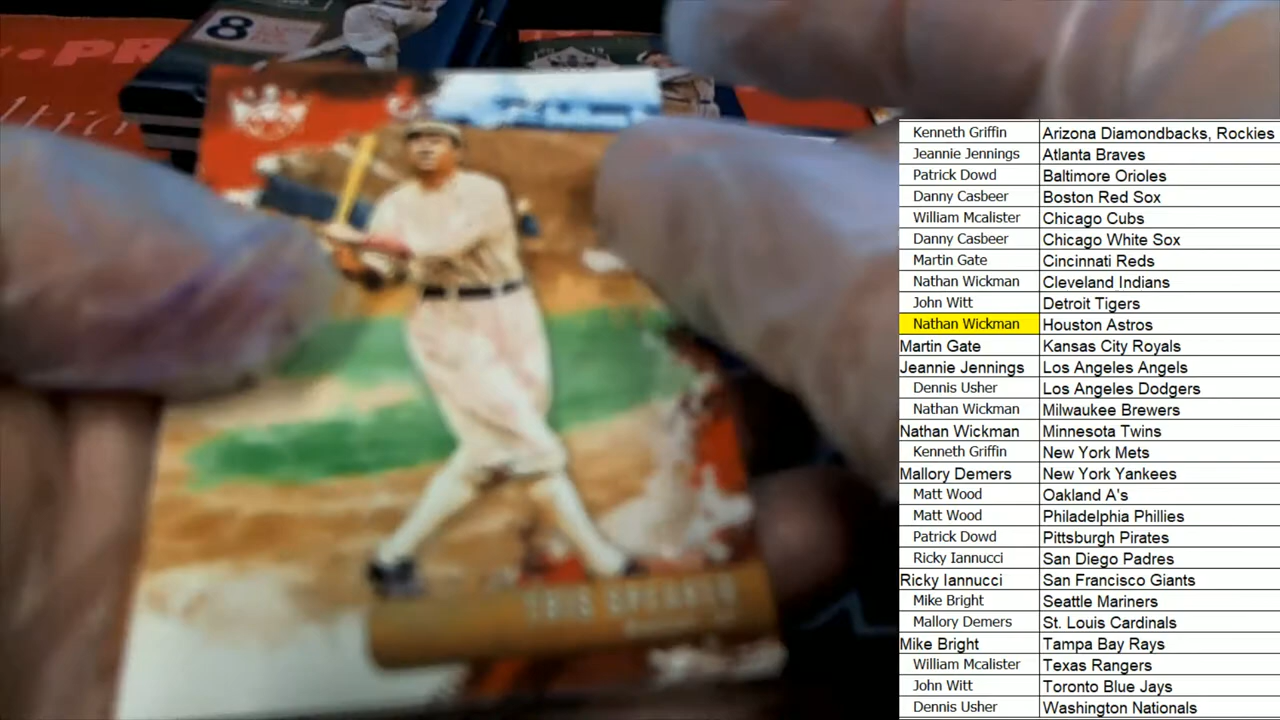 PR
8
TRIS SPEAKER
Kenneth Griffin Arizona Diamondbacks, Rockies
Jeannie Jennings Atlanta Braves
Patrick Dowd Baltimore Orioles
Danny Casbeer Boston Red Sox
William Mcalister Chicago Cubs
Danny Casbeer Chicago White Sox
Martin Gate Cincinnati Reds
Nathan Wickman Cleveland Indians
John Witt Detroit Tigers
Nathan Wickman Houston Astros
Martin Gate Kansas City Royals
Jeannie Jennings Los Angeles Angels
Dennis Usher Los Angeles Dodgers
Nathan Wickman Milwaukee Brewers
Nathan Wickman Minnesota Twins
Kenneth Griffin New York Mets
Mallory Demers New York Yankees
Matt Wood Oakland A's
Matt Wood Philadelphia Phillies
Patrick Dowd Pittsburgh Pirates
Ricky Iannucci San Diego Padres
Ricky Iannucci San Francisco Giants
Mike Bright Seattle Mariners
Mallory Demers St. Louis Cardinals
Mike Bright Tampa Bay Rays
William Mcalister Texas Rangers
John Witt Toronto Blue Jays
Dennis Usher Washington Nationals